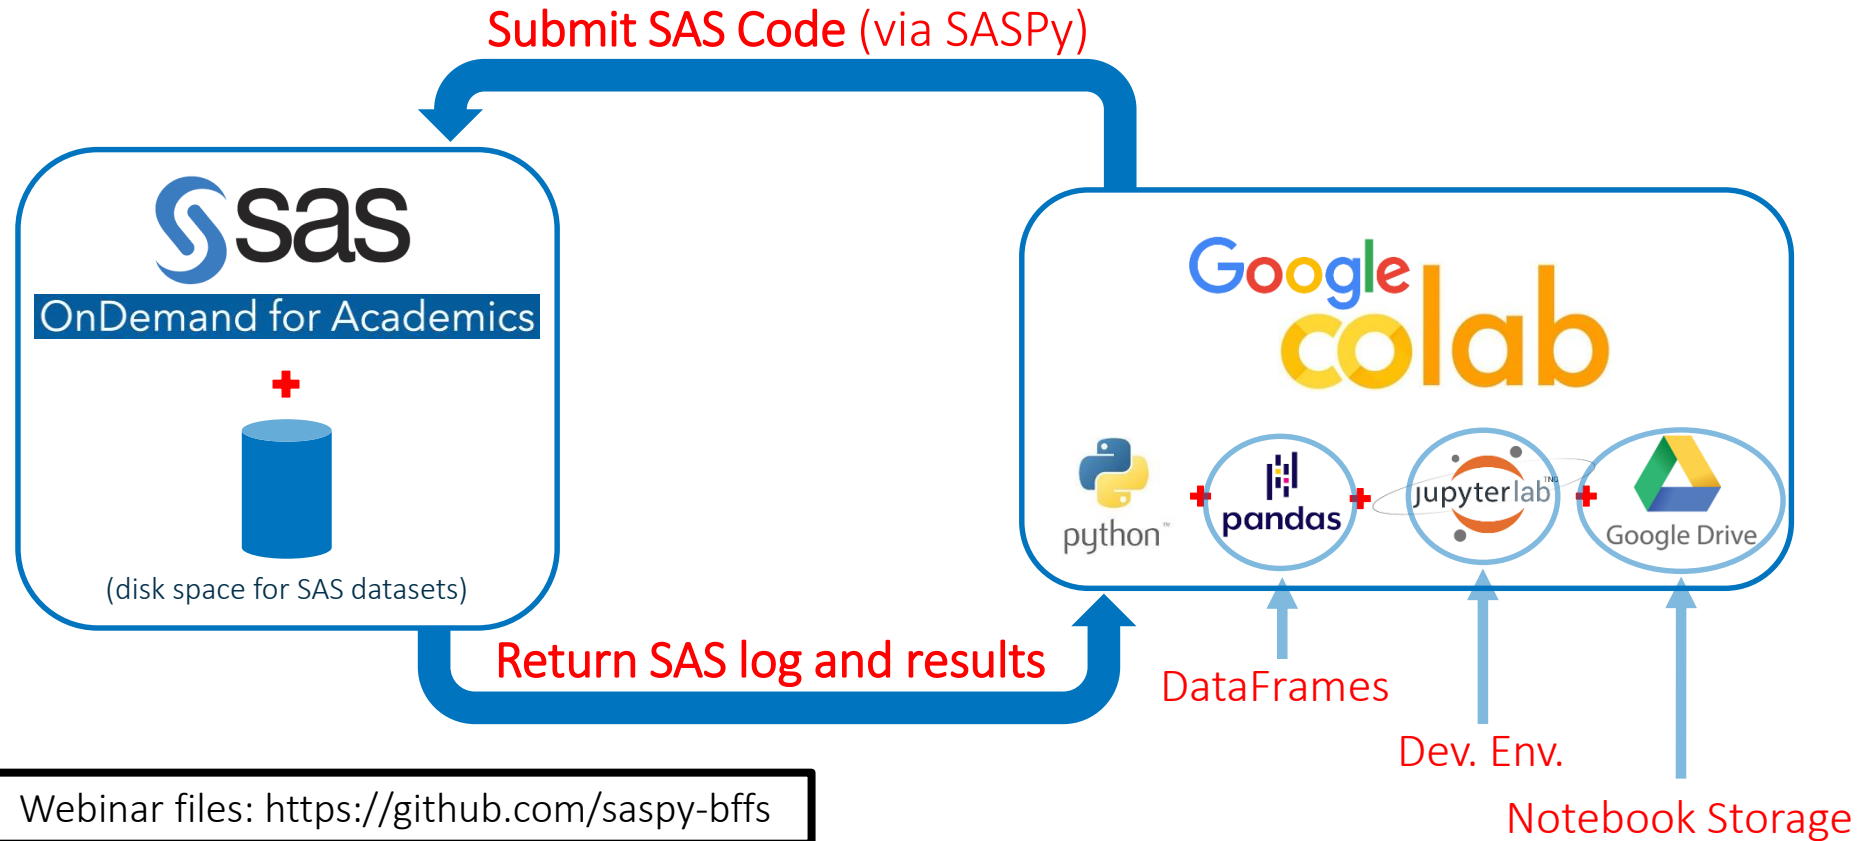 Submit SAS Code (via SASPy)
sas
OnDemand for Academics
(disk space for SAS datasets)
Google
colab
python™
pandas
jupyterlab
Google Drive
Return SAS log and results
DataFrames
Dev. Env.
Notebook Storage
Webinar files: https://github.com/saspy-bffs